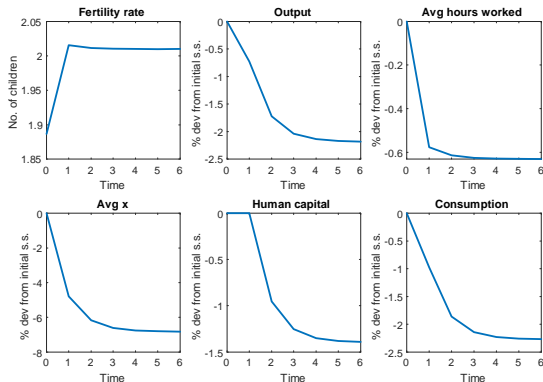 Fertility rate
No. of children
2.05
2
1.95
1.9
1.85
0 1 2 3 4 5 6
Time
Output
% dev from initial s.s.
0
-0.5
-1
-1.5
-2
-2.5
0 1 2 3 4 5 6
Time
Avg hours worked
% dev from initial s.s.
0
-0.2
-0.4
-0.6
0 1 2 3 4 5 6
Time
Avg x
% dev from initial s.s.
0
-2
-4
-6
-8
0 1 2 3 4 5 6
Time
Human capital
% dev from initial s.s.
0
-0.5
-1
-1.5
0 1 2 3 4 5 6
Time
Consumption
% dev from initial s.s.
0
-0.5
-1
-1.5
-2
-2.5
0 1 2 3 4 5 6
Time